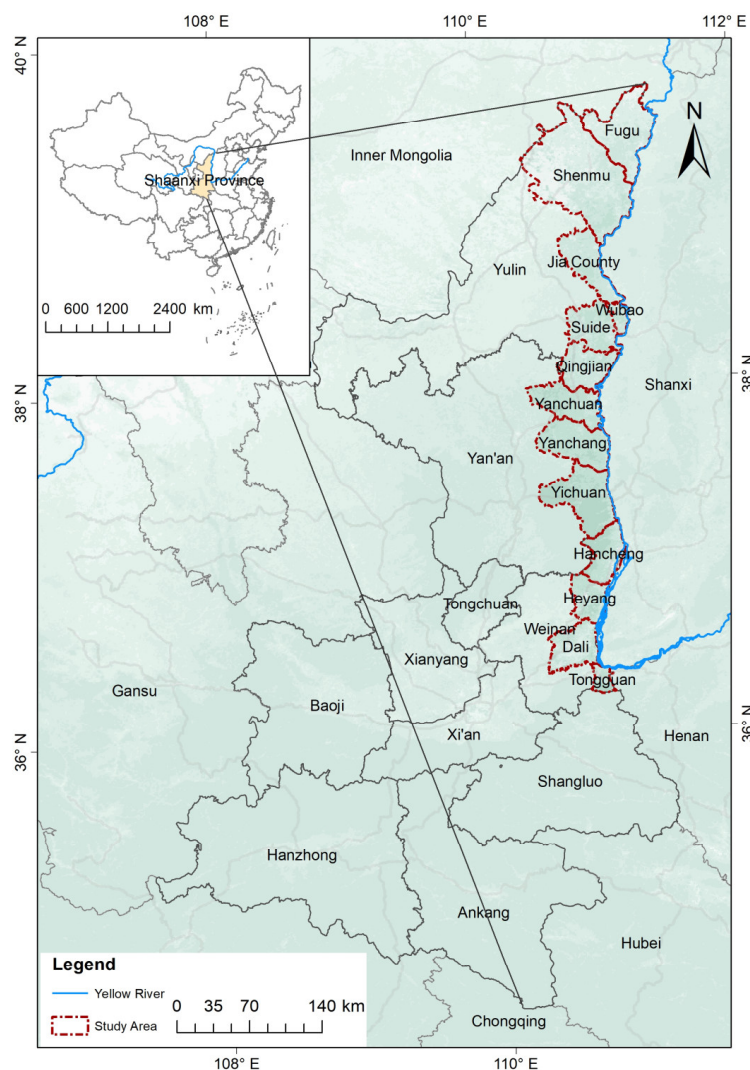 108° E
110° E
112° E
40° N
N
Fugu
Inner Mongolia
Shenmu
Shaanxi Province
Jia County
Yulin
0 600 1200 2400 km
Wubao
Suide
Qingjian
38° N
38° N
Shanxi
Yanchuan
Yanchang
Yan'an
Yichuan
Hancheng
Heyang
Tongchuan
Weinan
Dali
Xianyang
Tongguan
Gansu
Baoji
36° N
36° N
Xi'an
Henan
Shangluo
Hanzhong
Ankang
Hubei
Legend
Yellow River
Study Area
0 35 70 140 km
Chongqing
108° E
110° E